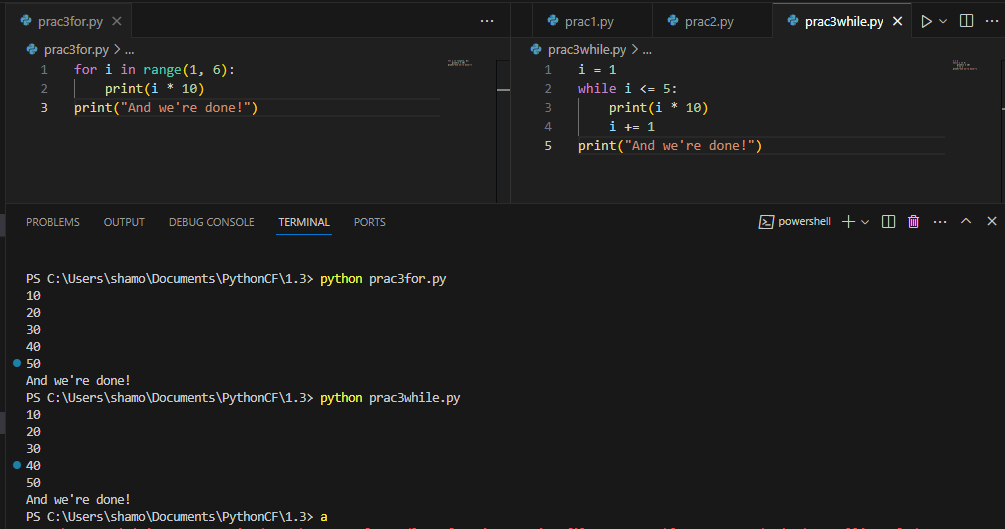 prac3for.py
prac3for.py > ...
1 for i in range(1, 6):
2     print(i * 10)
3 print("And we're done!")
prac1.py prac2.py prac3while.py
prac3while.py > ...
1 i = 1
2 while i <= 5:
3     print(i * 10)
4     i += 1
5 print("And we're done!")
PROBLEMS OUTPUT DEBUG CONSOLE TERMINAL PORTS powershell
PS C:\Users\shamo\Documents\PythonCF\1.3> python prac3for.py
10
20
30
40
50
And we're done!
PS C:\Users\shamo\Documents\PythonCF\1.3> python prac3while.py
10
20
30
40
50
And we're done!
PS C:\Users\shamo\Documents\PythonCF\1.3> a